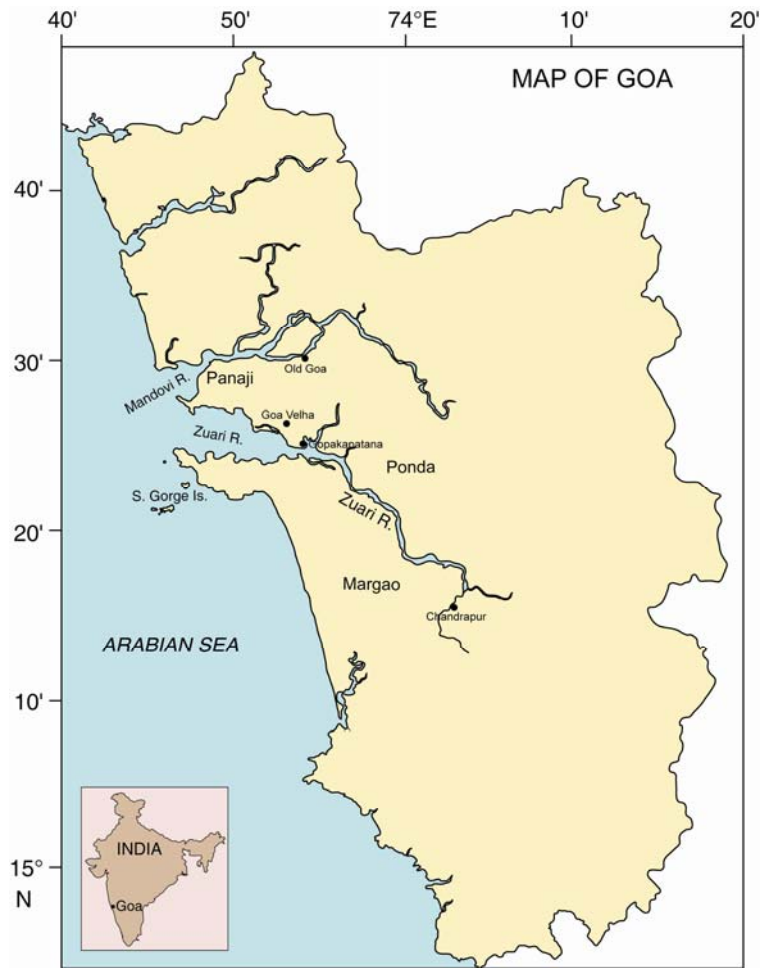 40'
50'
74°E
10'
20'
MAP OF GOA
40'
30'
Old Goa
Panaji
Mandovi R.
Goa Velha
Zuari R.
Gopakapatana
Ponda
S. Gorge Is.
Zuari R.
20'
Margao
Chandrapur
ARABIAN SEA
10'
INDIA
Goa
15°
N